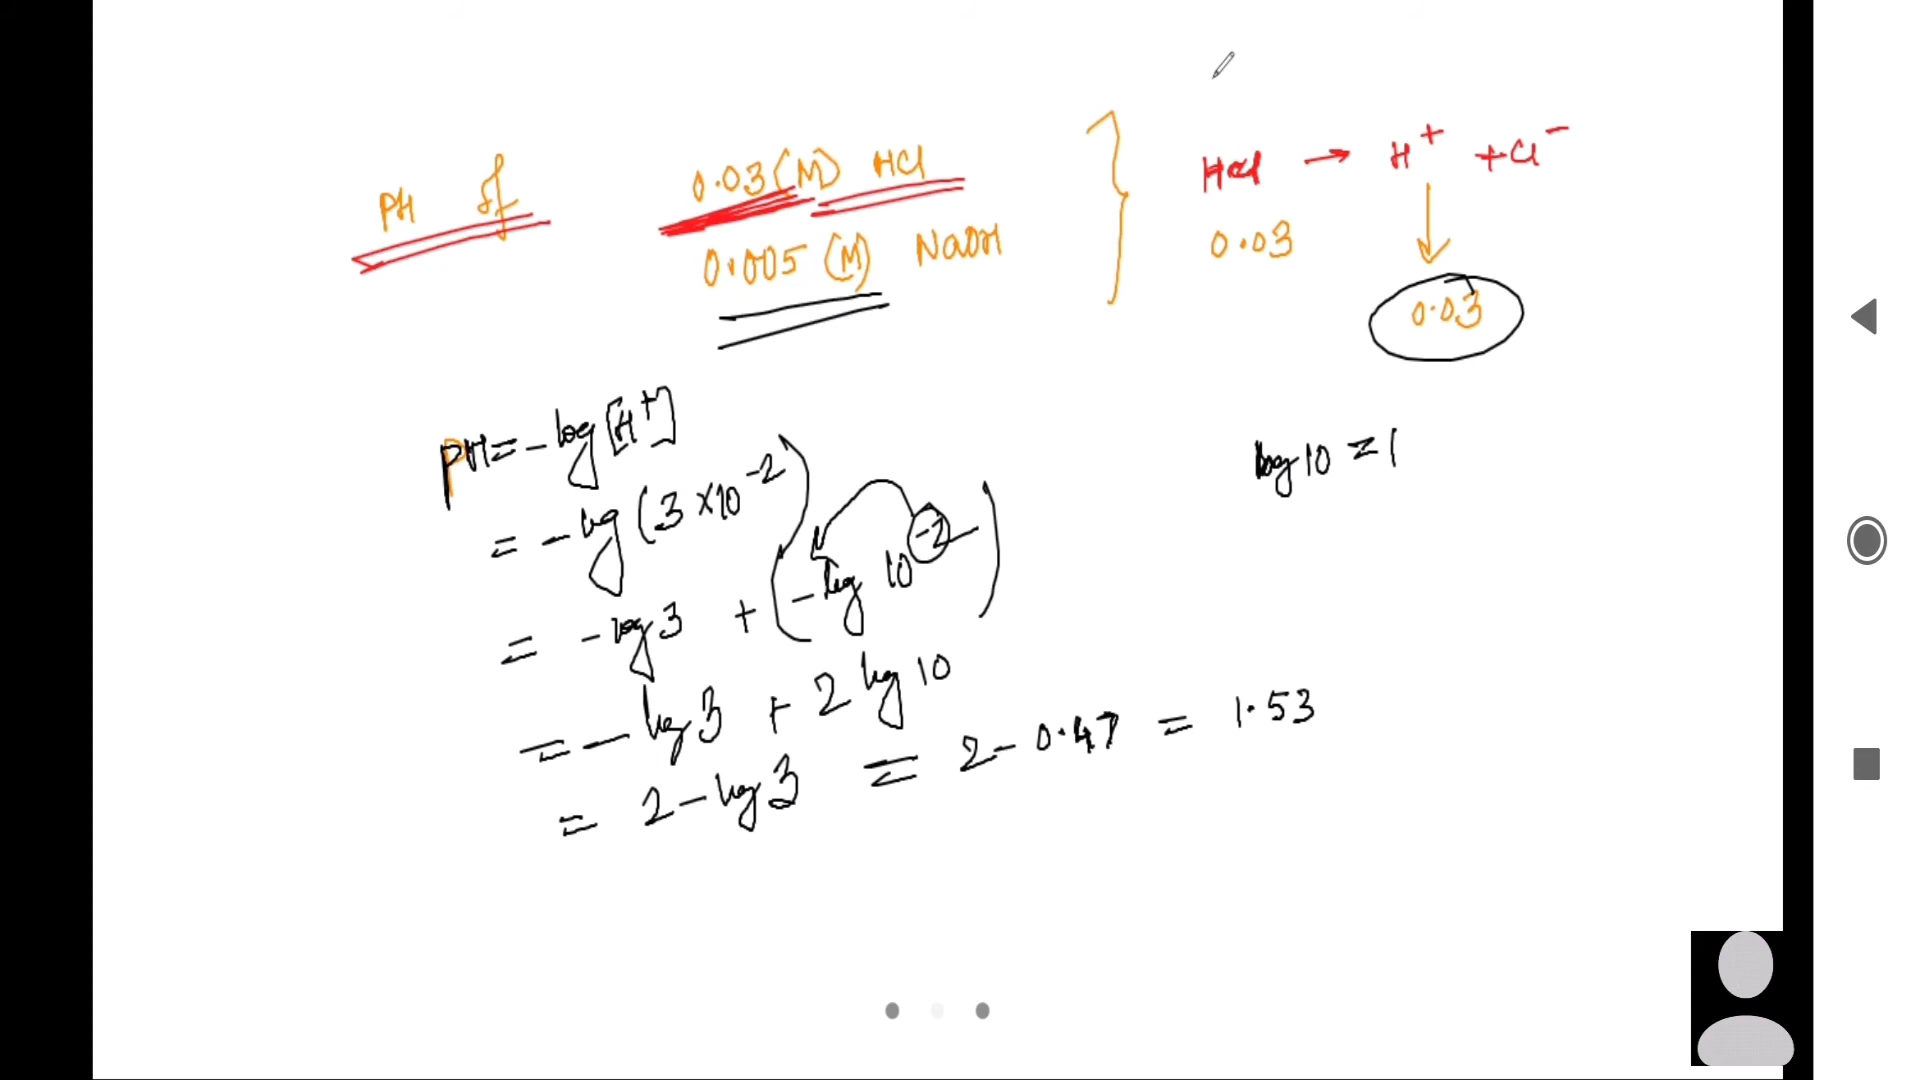 PH of 0.03 (M) HCl
0.005 (M) NaOH
HCl → H⁺ + Cl⁻
0.03
0.03
pH = - log [H⁺]
= - log (3 × 10⁻²)
= - log 3 + (- log 10⁻²)
= - log 3 + 2 log 10
= 2 - log 3 = 2 - 0.47 = 1.53
log 10 = 1